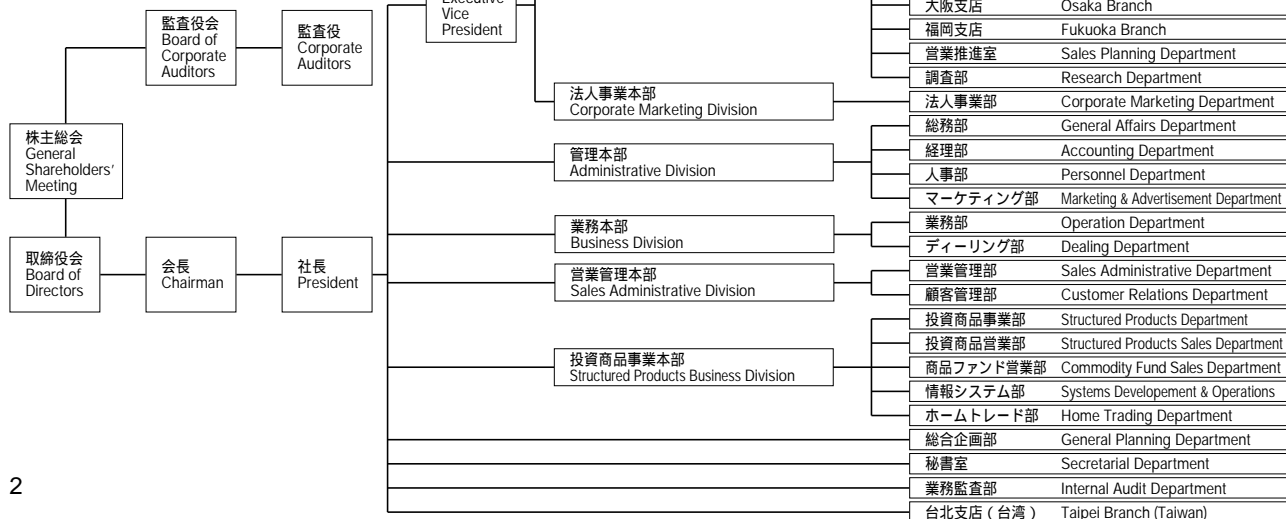 Executive
Vice
President
監査役会
Board of
Corporate
Auditors
監査役
Corporate
Auditors
株主総会
General
Shareholders'
Meeting
取締役会
Board of
Directors
会長
Chairman
社長
President
法人事業本部
Corporate Marketing Division
管理本部
Administrative Division
業務本部
Business Division
営業管理本部
Sales Administrative Division
投資商品事業本部
Structured Products Business Division
大阪支店 Osaka Branch
福岡支店 Fukuoka Branch
営業推進室 Sales Planning Department
調査部 Research Department
法人事業部 Corporate Marketing Department
総務部 General Affairs Department
経理部 Accounting Department
人事部 Personnel Department
マーケティング部 Marketing & Advertisement Department
業務部 Operation Department
ディーリング部 Dealing Department
営業管理部 Sales Administrative Department
顧客管理部 Customer Relations Department
投資商品事業部 Structured Products Department
投資商品営業部 Structured Products Sales Department
商品ファンド営業部 Commodity Fund Sales Department
情報システム部 Systems Developement & Operations
ホームトレード部 Home Trading Department
総合企画部 General Planning Department
秘書室 Secretarial Department
業務監査部 Internal Audit Department
台北支店(台湾) Taipei Branch (Taiwan)
2